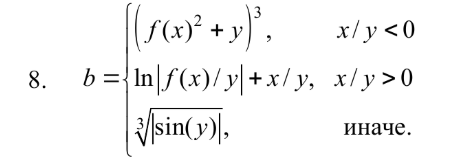 8. b = { (f(x)² + y)³, x/y < 0
ln|f(x)/y| + x/y, x/y > 0
∛|sin(y)|, иначе.